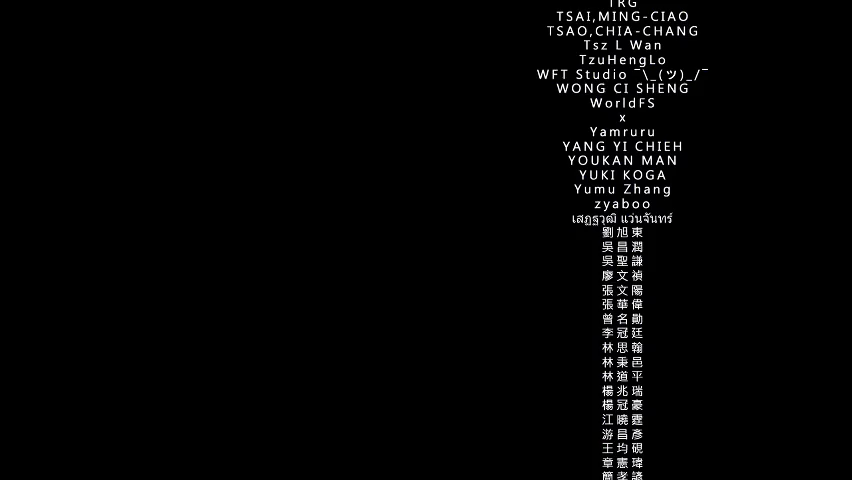 TRG
TSAI,MING-CIAO
TSAO,CHIA-CHANG
Tsz L Wan
TzuHengLo
WFT Studio ¯\_(ツ)_/¯
WONG CI SHENG
WorldFS
x
Yamruru
YANG YI CHIEH
YOUKAN MAN
YUKI KOGA
Yumu Zhang
zyaboo
เสฏฐวุฒิ แว่นจันทร์
劉旭東
吳昌潤
吳聖謙
廖文禎
張文陽
張華偉
曾名勛
李冠廷
林思翰
林秉邑
林道平
楊兆瑞
楊冠豪
江曉霆
游昌彥
王均硯
章憲瑋